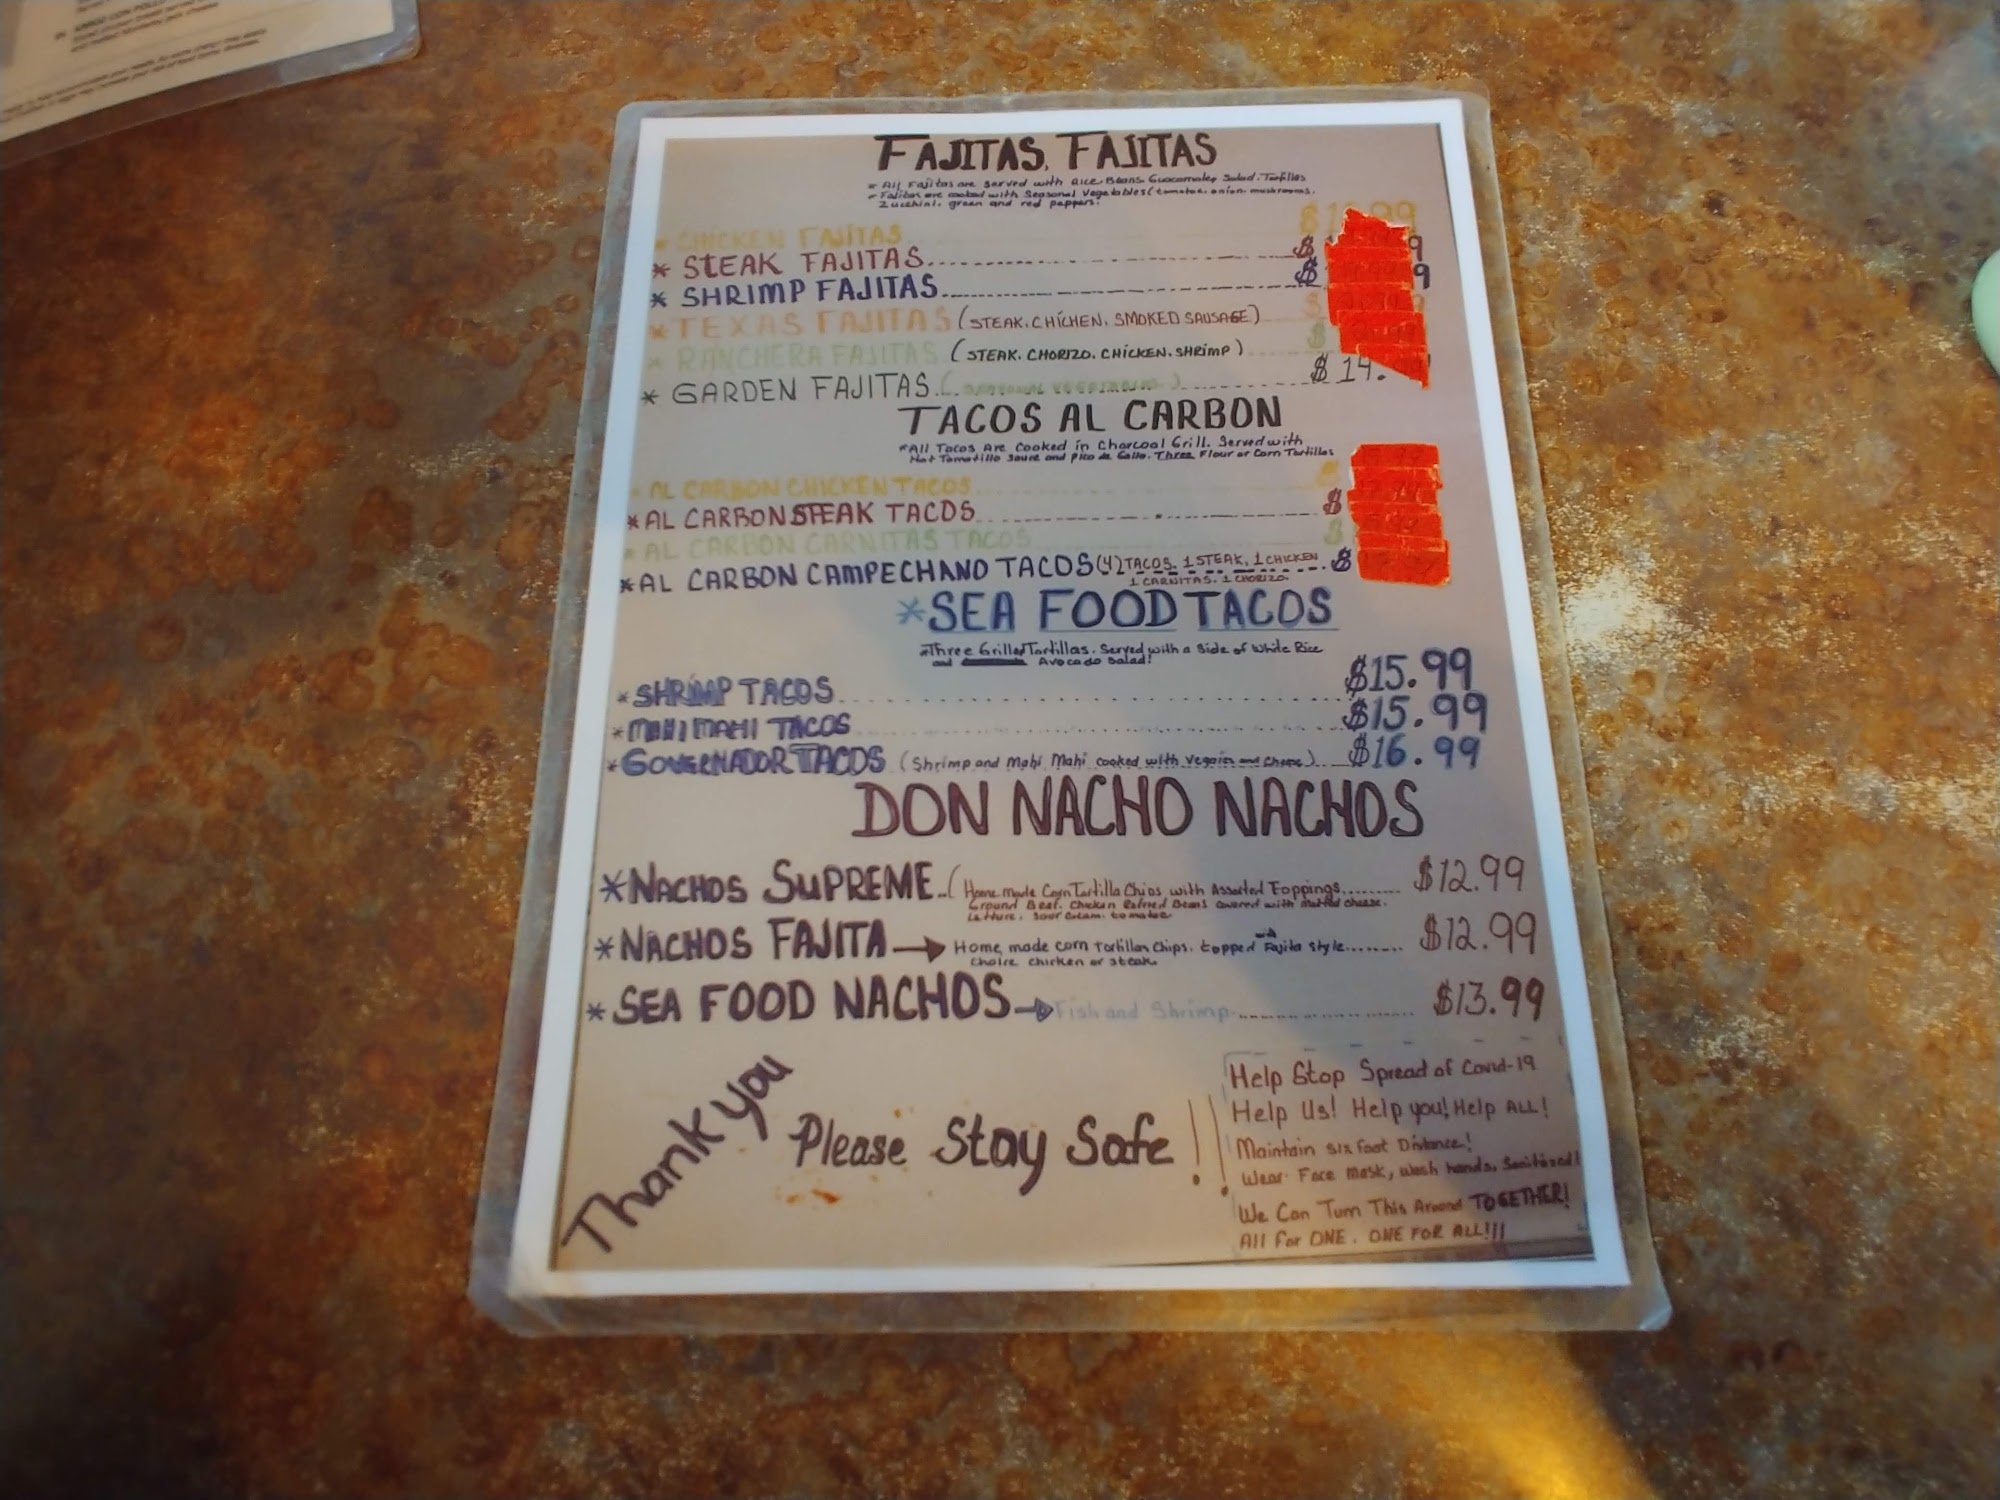 FAJITAS, FAJITAS
* All Fajitas are served with Rice Beans Guacamole, Salad. Tortillas
- Fajitas are cooked with Seasonal Vegetables (tomatoe. onion. mushrooms.
Zucchini. green and red peppers.
* CHICKEN FAJITAS
* STEAK FAJITAS $ 9
* SHRIMP FAJITAS $ 9
* TEXAS FAJITAS (STEAK. CHICHEN. SMOKED SAUSAGE) $
* RANCHERA FAJITAS (STEAK. CHORIZO. CHICKEN. SHRIMP) $
* GARDEN FAJITAS (SEASONAL VEGETABLES.) $ 14.
TACOS AL CARBON
*All Tacos Are Cooked in Charcoal Grill. Served with
Hot Tomatillo Sauce and Pico de Gallo. Three Flour or Corn Tortillas
* AL CARBON CHICKEN TACOS $
* AL CARBON STEAK TACOS $
* AL CARBON CARNITAS TACOS $
* AL CARBON CAMPECHANO TACOS (4) TACOS. 1 STEAK, 1 CHICKEN $
1 CARNITAS. 1 CHORIZO.
*SEA FOOD TACOS
*Three Grilled Tortillas. Served with a Side of White Rice
and Avocado Salad!
* SHRIMP TACOS $15.99
* MAHI MAHI TACOS $15.99
* GOVERNADOR TACOS (Shrimp and Mahi Mahi cooked with and Cheese) $16.99
DON NACHO NACHOS
* NACHOS SUPREME (Home made Corn Tortilla Chips with Assorted Toppings $12.99
Ground Beef. Chicken Refried Beans covered with melted cheese.
Lettuce. Sour cream. tomatoe
* NACHOS FAJITA → Home, made corn Tortillas Chips. topped with Fajita style $12.99
Choice chicken or steak
* SEA FOOD NACHOS → Fish and Shrimp $13.99
Thank you
Please Stay Safe!!
Help Stop Spread of Covid-19
Help Us! Help you! Help ALL!
Maintain six foot Distance!
Wear Face mask, wash hands, Sanitized!
We Can Turn This Around TOGETHER!
All for ONE. ONE FOR ALL!!!